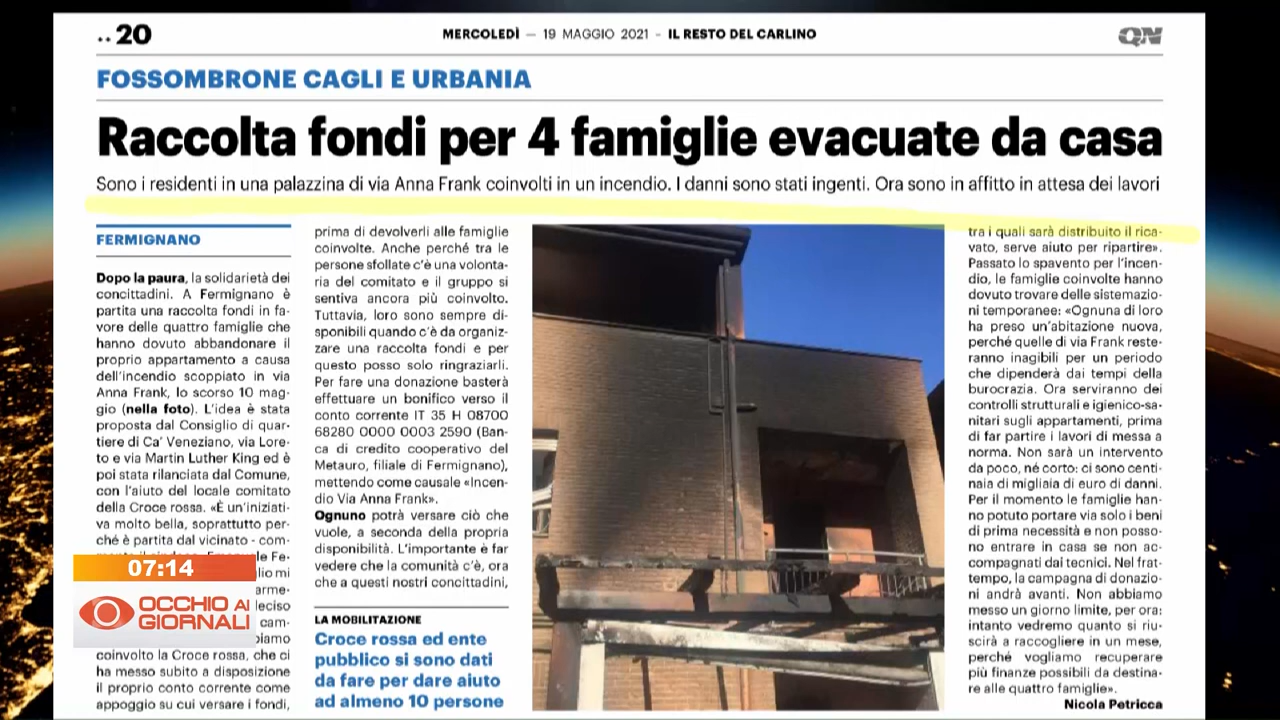 .. 20
MERCOLEDÌ – 19 MAGGIO 2021 – IL RESTO DEL CARLINO
QN
FOSSOMBRONE CAGLI E URBANIA
Raccolta fondi per 4 famiglie evacuate da casa
Sono i residenti in una palazzina di via Anna Frank coinvolti in un incendio. I danni sono stati ingenti. Ora sono in affitto in attesa dei lavori
FERMIGNANO
Dopo la paura, la solidarietà dei
concittadini. A Fermignano è
partita una raccolta fondi in fa-
vore delle quattro famiglie che
hanno dovuto abbandonare il
proprio appartamento a causa
dell'incendio scoppiato in via
Anna Frank, lo scorso 10 mag-
gio (nella foto). L'idea è stata
proposta dal Consiglio di quar-
tiere di Ca' Veneziano, via Lore-
to e via Martin Luther King ed è
poi stata rilanciata dal Comune,
con l'aiuto del locale comitato
della Croce rossa. «È un'iniziati-
va molto bella, soprattutto per-
ché è partita dal vicinato - com-
le Fe-
lio mi
arme-
deciso
cam-
biamo
coinvolto la Croce rossa, che ci
ha messo subito a disposizione
il proprio conto corrente come
appoggio su cui versare i fondi,
prima di devolverli alle famiglie
coinvolte. Anche perché tra le
persone sfollate c'è una volonta-
ria del comitato e il gruppo si
sentiva ancora più coinvolto.
Tuttavia, loro sono sempre di-
sponibili quando c'è da organiz-
zare una raccolta fondi e per
questo posso solo ringraziarli.
Per fare una donazione basterà
effettuare un bonifico verso il
conto corrente IT 35 H 08700
68280 0000 0003 2590 (Ban-
ca di credito cooperativo del
Metauro, filiale di Fermignano),
mettendo come causale «Incen-
dio Via Anna Frank».
Ognuno potrà versare ciò che
vuole, a seconda della propria
disponibilità. L'importante è far
vedere che la comunità c'è, ora
che a questi nostri concittadini,
LA MOBILITAZIONE
Croce rossa ed ente
pubblico si sono dati
da fare per dare aiuto
ad almeno 10 persone
tra i quali sarà distribuito il rica-
vato, serve aiuto per ripartire».
Passato lo spavento per l'incen-
dio, le famiglie coinvolte hanno
dovuto trovare delle sistemazio-
ni temporanee: «Ognuna di loro
ha preso un'abitazione nuova,
perché quelle di via Frank reste-
ranno inagibili per un periodo
che dipenderà dai tempi della
burocrazia. Ora serviranno dei
controlli strutturali e igienico-sa-
nitari sugli appartamenti, prima
di far partire i lavori di messa a
norma. Non sarà un intervento
da poco, né corto: ci sono centi-
naia di migliaia di euro di danni.
Per il momento le famiglie han-
no potuto portare via solo i beni
di prima necessità e non posso-
no entrare in casa se non ac-
compagnati dai tecnici. Nel frat-
tempo, la campagna di donazio-
ni andrà avanti. Non abbiamo
messo un giorno limite, per ora:
intanto vedremo quanto si riu-
scirà a raccogliere in un mese,
perché vogliamo recuperare
più finanze possibili da destina-
re alle quattro famiglie».
Nicola Petricca
07:14
OCCHIO AI
GIORNALI